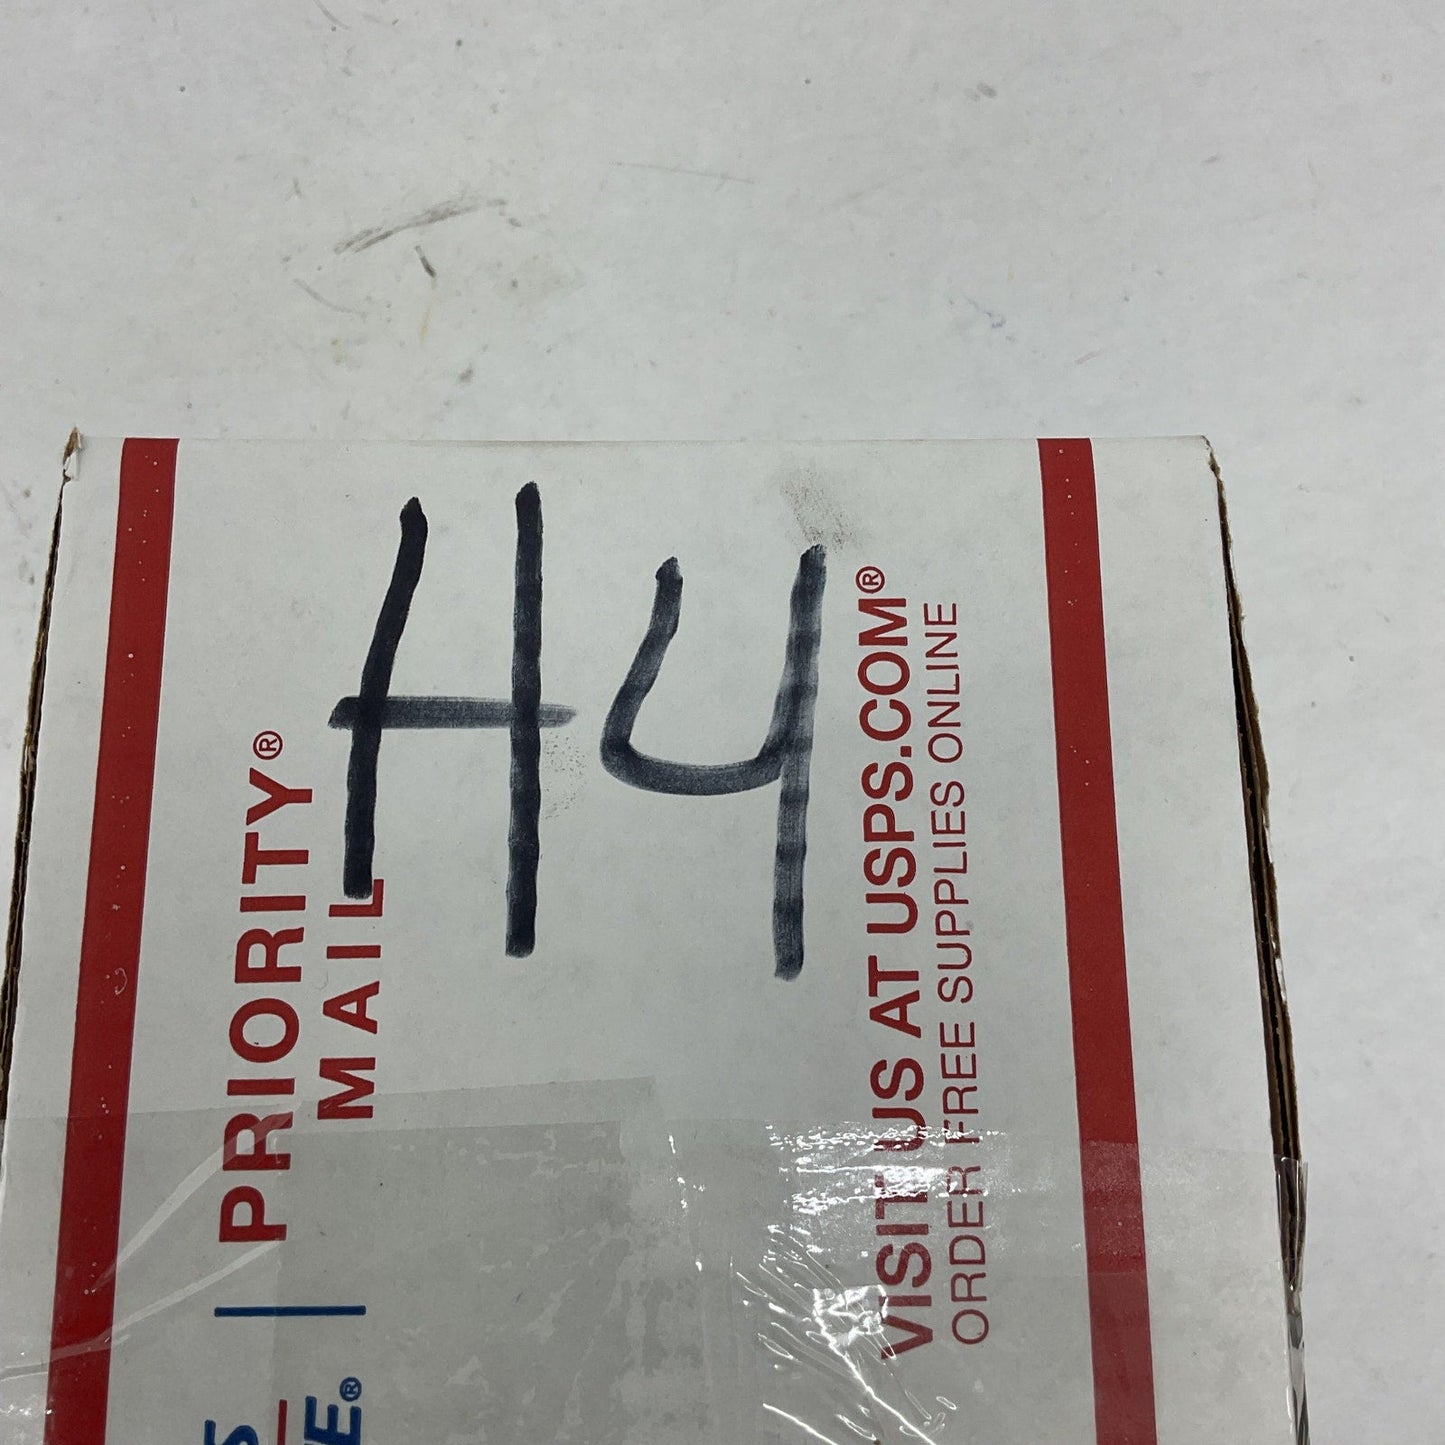 H4
PRIORITY®
MAIL
VISIT US AT USPS.COM®
ORDER FREE SUPPLIES ONLINE